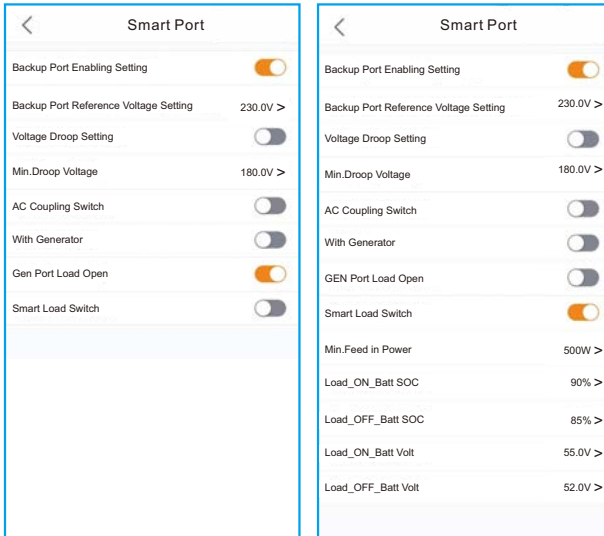 Smart Port
Backup Port Enabling Setting
Backup Port Reference Voltage Setting 230.0V >
Voltage Droop Setting
Min.Droop Voltage 180.0V >
AC Coupling Switch
With Generator
Gen Port Load Open
Smart Load Switch
Smart Port
Backup Port Enabling Setting
Backup Port Reference Voltage Setting 230.0V >
Voltage Droop Setting
Min.Droop Voltage 180.0V >
AC Coupling Switch
With Generator
GEN Port Load Open
Smart Load Switch
Min.Feed in Power 500W >
Load_ON_Batt SOC 90% >
Load_OFF_Batt SOC 85% >
Load_ON_Batt Volt 55.0V >
Load_OFF_Batt Volt 52.0V >